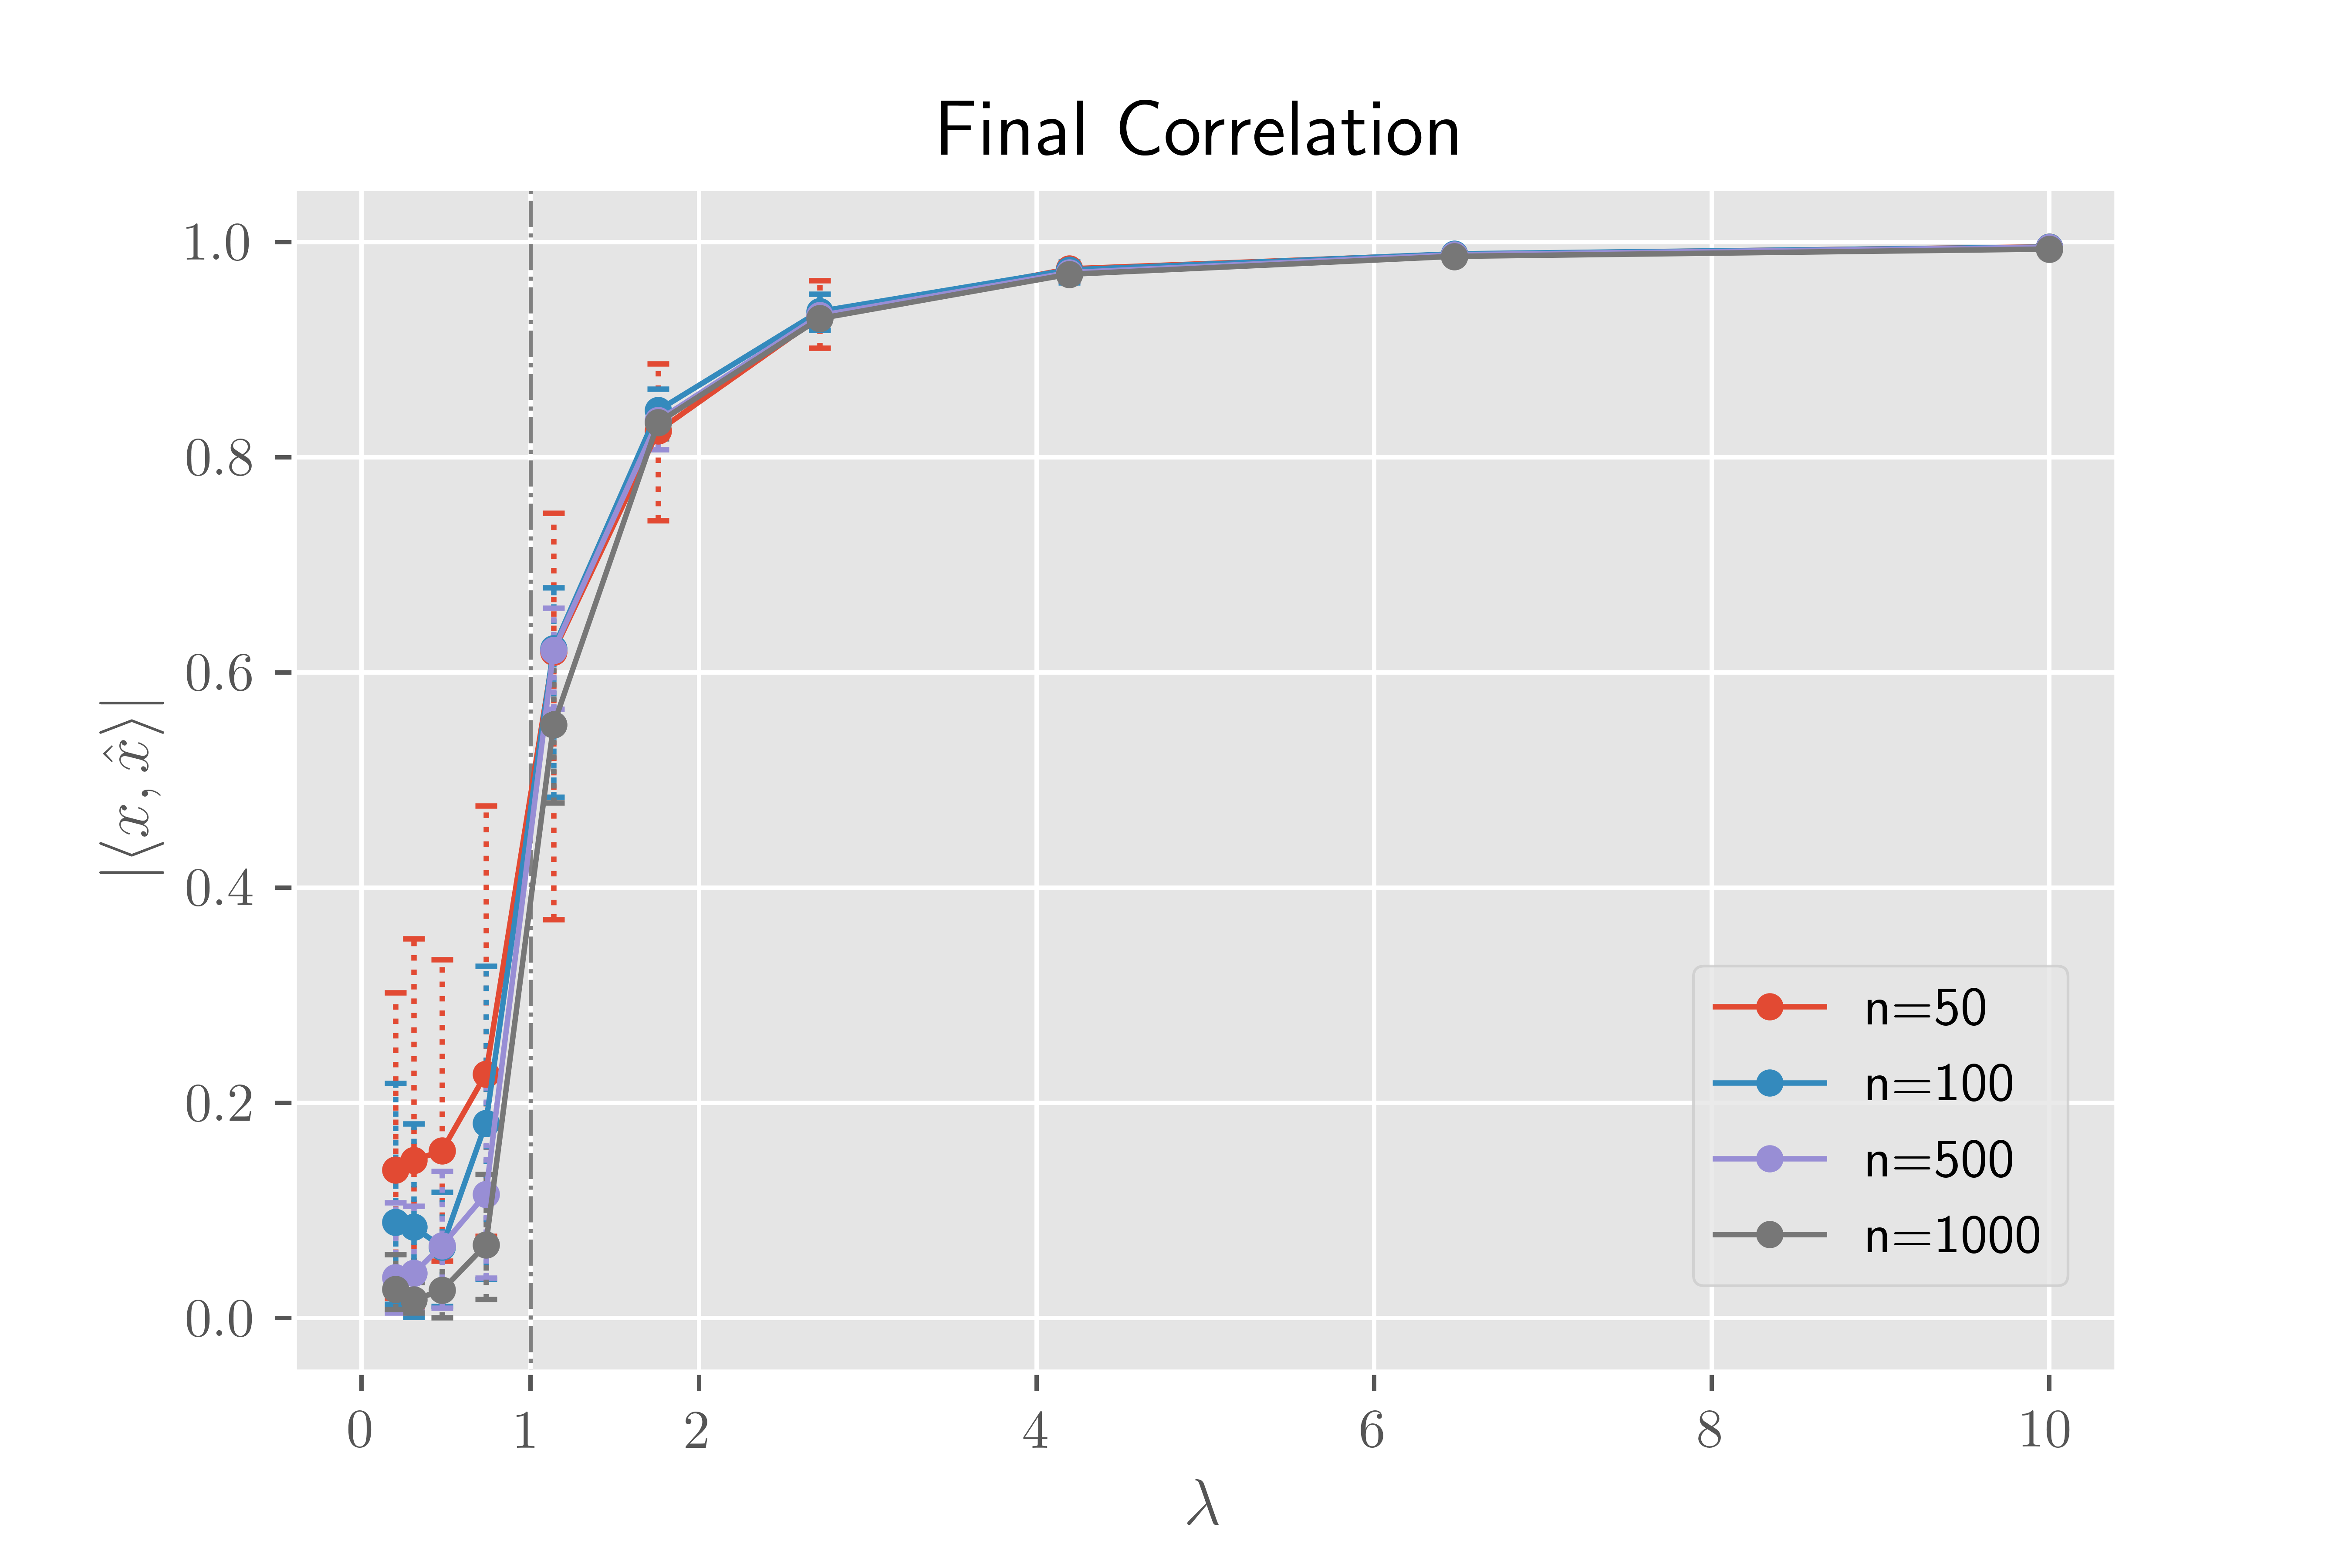 Final Correlation
1.0
0.8
0.6
0.4
0.2
0.0
|⟨x, x̂⟩|
0 1 2 4 6 8 10
λ
n=50
n=100
n=500
n=1000